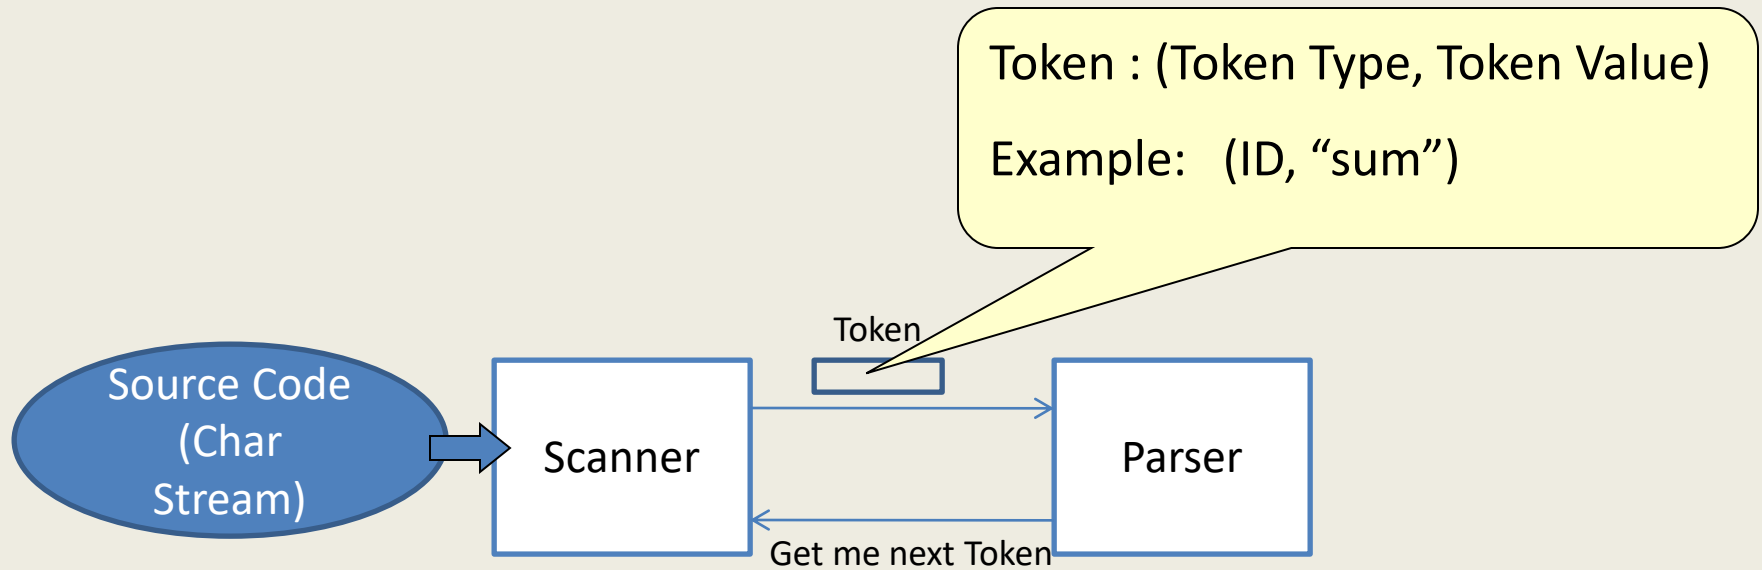 Token : (Token Type, Token Value)
Example:   (ID, “sum”)
Token
Source Code
(Char
Stream)
Scanner
Parser
Get me next Token